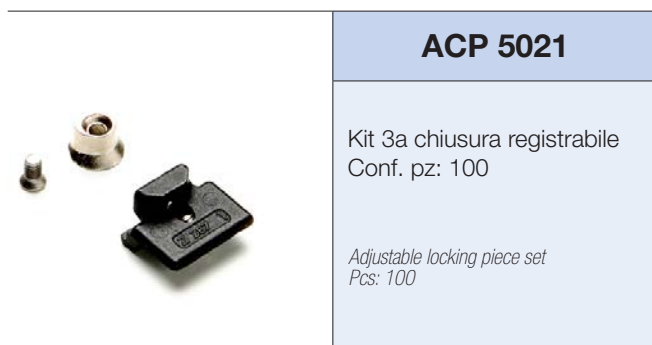 ACP 5021
Kit 3a chiusura registrabile
Conf. pz: 100
Adjustable locking piece set
Pcs: 100